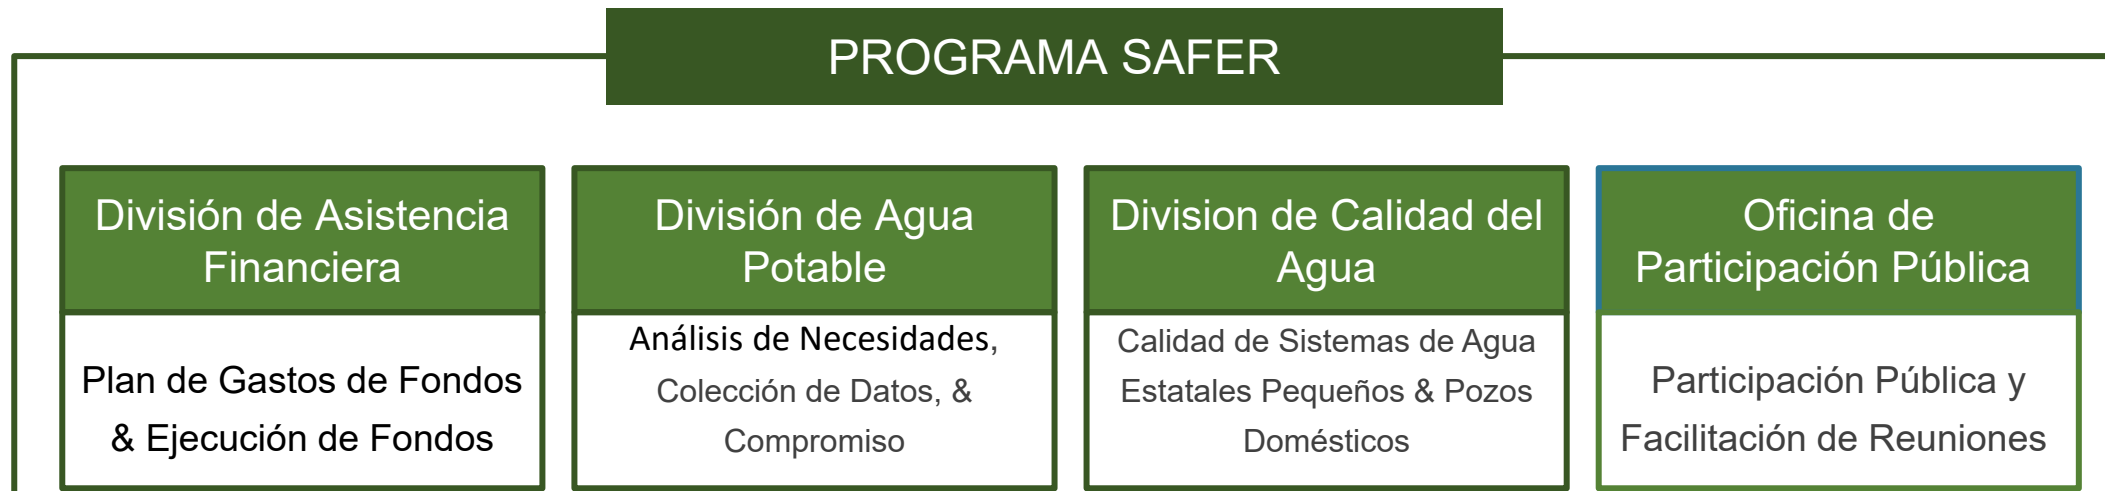 PROGRAMA SAFER
División de Asistencia
Financiera
Plan de Gastos de Fondos
& Ejecución de Fondos
División de Agua
Potable
Análisis de Necesidades,
Colección de Datos, &
Compromiso
Division de Calidad del
Agua
Calidad de Sistemas de Agua
Estatales Pequeños & Pozos
Domésticos
Oficina de
Participación Pública
Participación Pública y
Facilitación de Reuniones